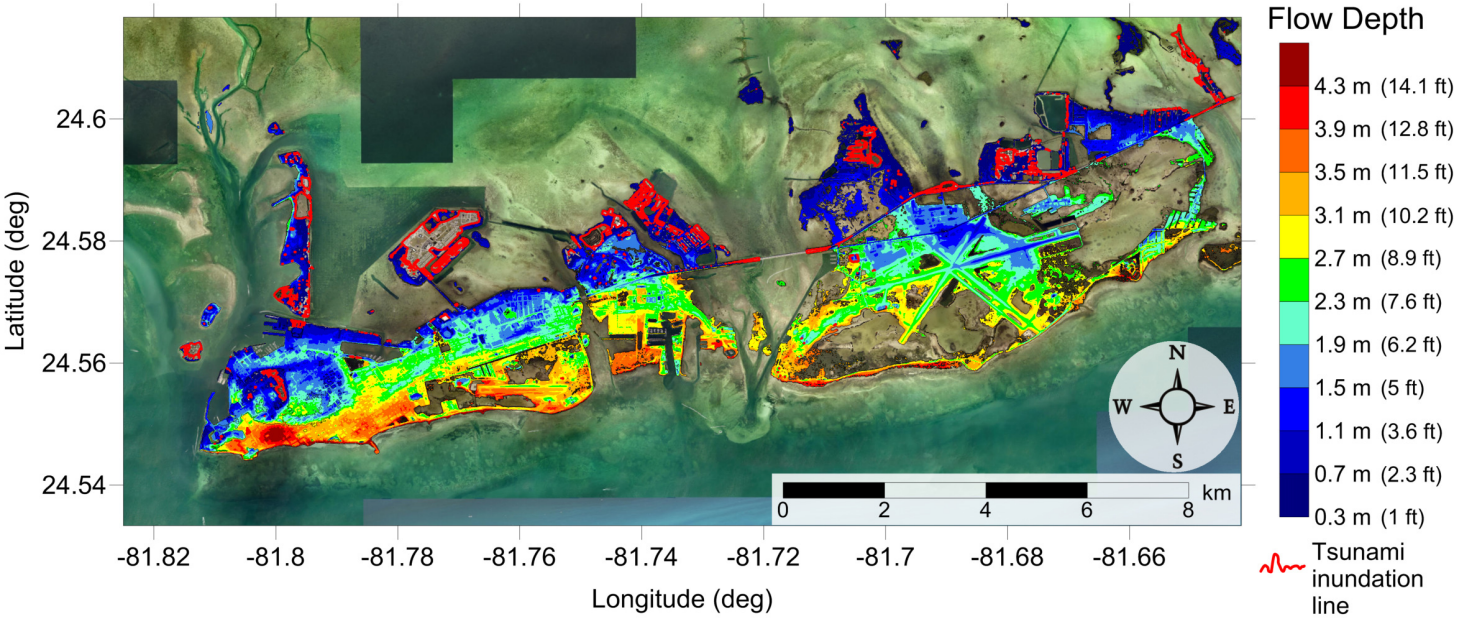 Flow Depth
4.3 m (14.1 ft)
3.9 m (12.8 ft)
3.5 m (11.5 ft)
3.1 m (10.2 ft)
2.7 m (8.9 ft)
2.3 m (7.6 ft)
1.9 m (6.2 ft)
1.5 m (5 ft)
1.1 m (3.6 ft)
0.7 m (2.3 ft)
0.3 m (1 ft)
Tsunami
inundation
line
Latitude (deg)
24.6
24.58
24.56
24.54
N
W E
S
km
0 2 4 6 8
-81.82 -81.8 -81.78 -81.76 -81.74 -81.72 -81.7 -81.68 -81.66
Longitude (deg)